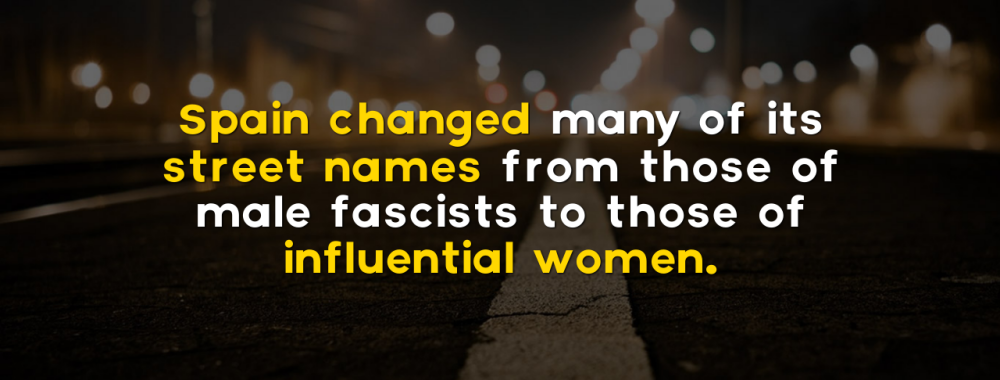 Spain changed many of its
street names from those of
male fascists to those of
influential women.